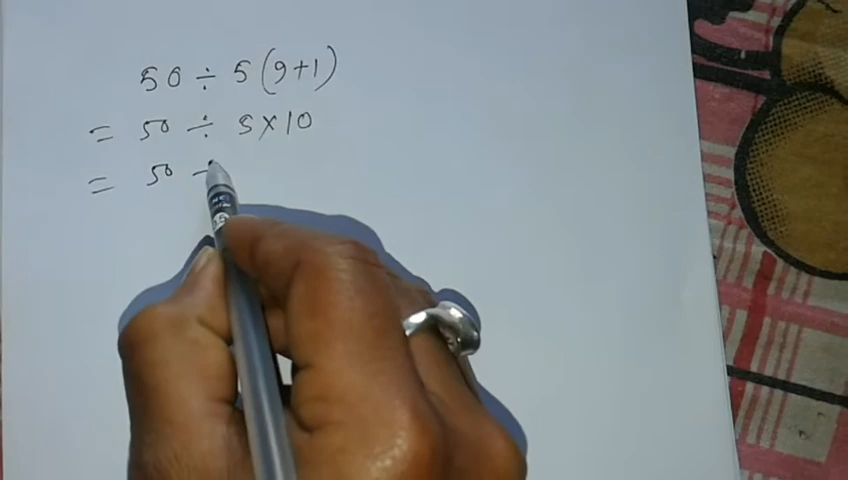 50 ÷ 5 (9+1)
= 50 ÷ 5×10
= 50 ÷